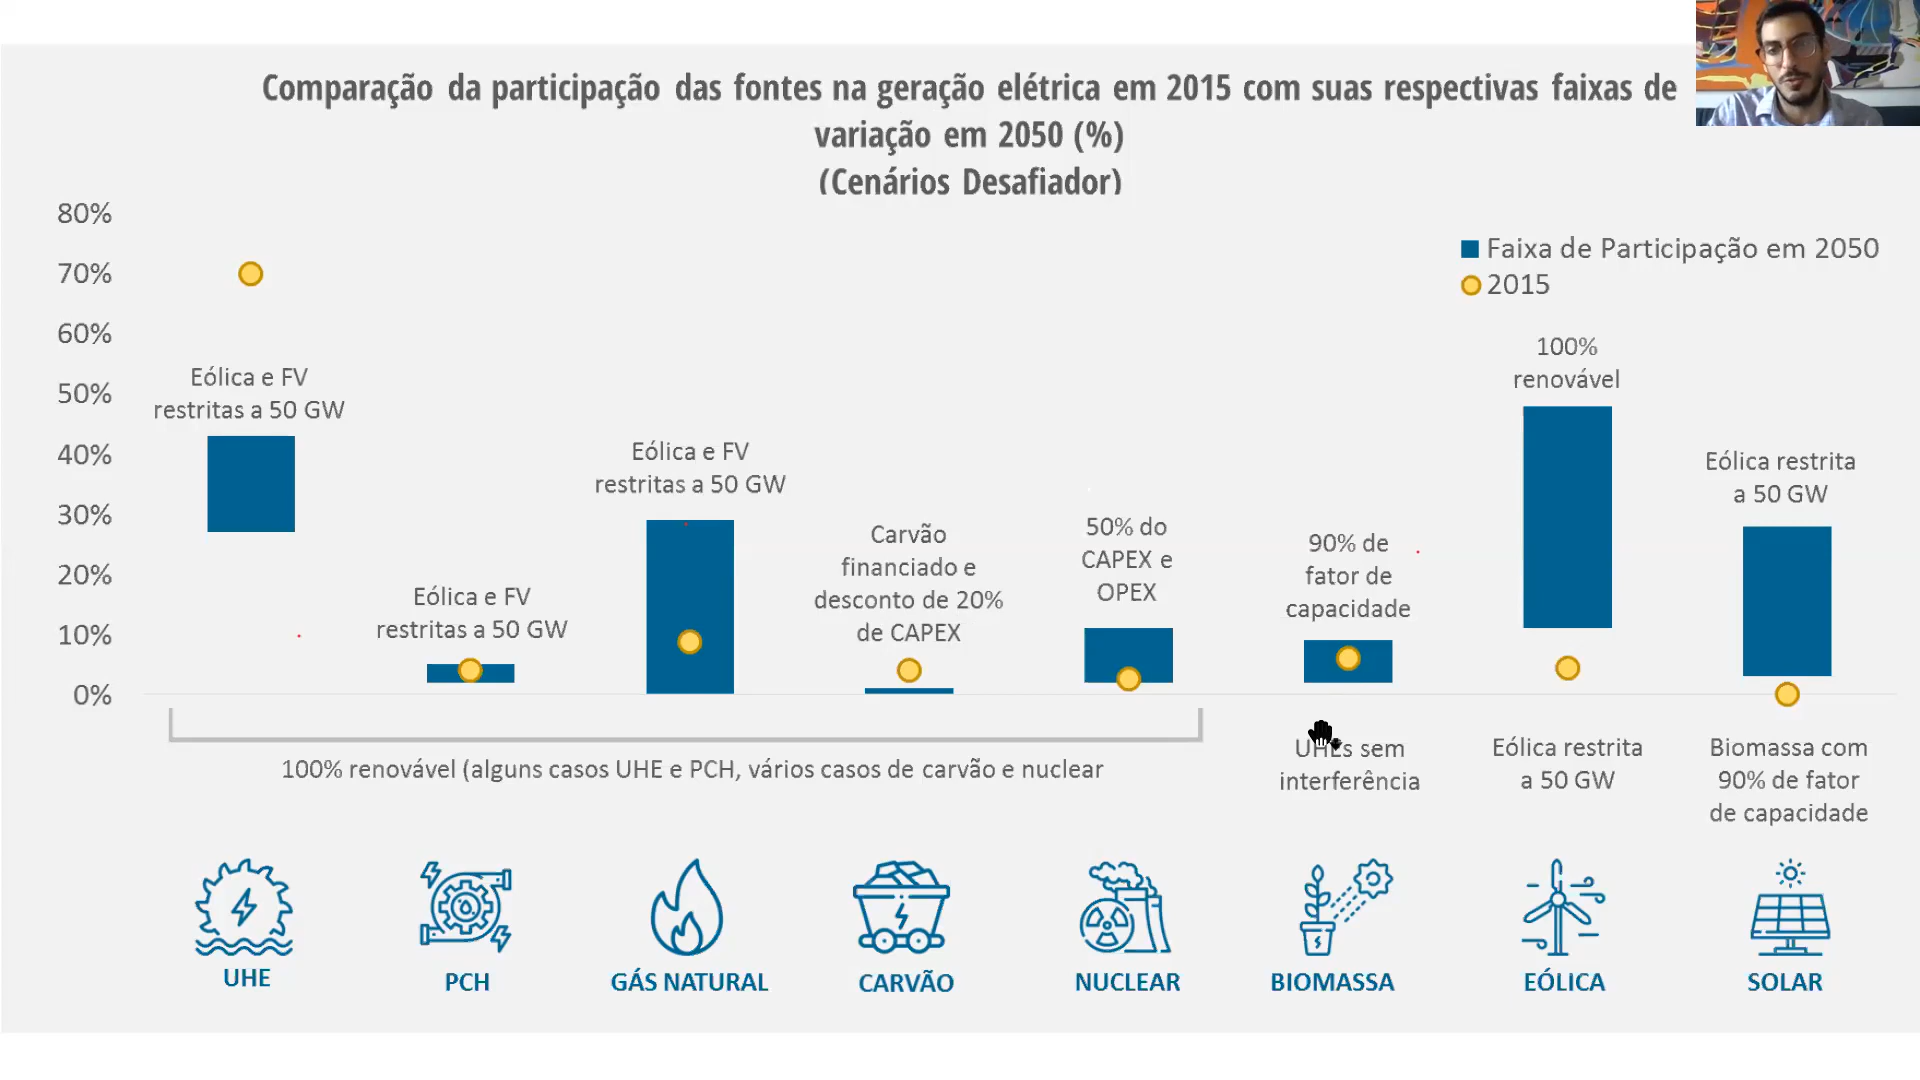 Comparação da participação das fontes na geração elétrica em 2015 com suas respectivas faixas de
variação em 2050 (%)
(Cenários Desafiador)
80%
70%
60%
50%
40%
30%
20%
10%
0%
Faixa de Participação em 2050
2015
Eólica e FV
restritas a 50 GW
Eólica e FV
restritas a 50 GW
Eólica e FV
restritas a 50 GW
Carvão
financiado e
desconto de 20%
de CAPEX
50% do
CAPEX e
OPEX
90% de
fator de
capacidade
100%
renovável
Eólica restrita
a 50 GW
100% renovável (alguns casos UHE e PCH, vários casos de carvão e nuclear
UHEs sem
interferência
Eólica restrita
a 50 GW
Biomassa com
90% de fator
de capacidade
UHE
PCH
GÁS NATURAL
CARVÃO
NUCLEAR
BIOMASSA
EÓLICA
SOLAR